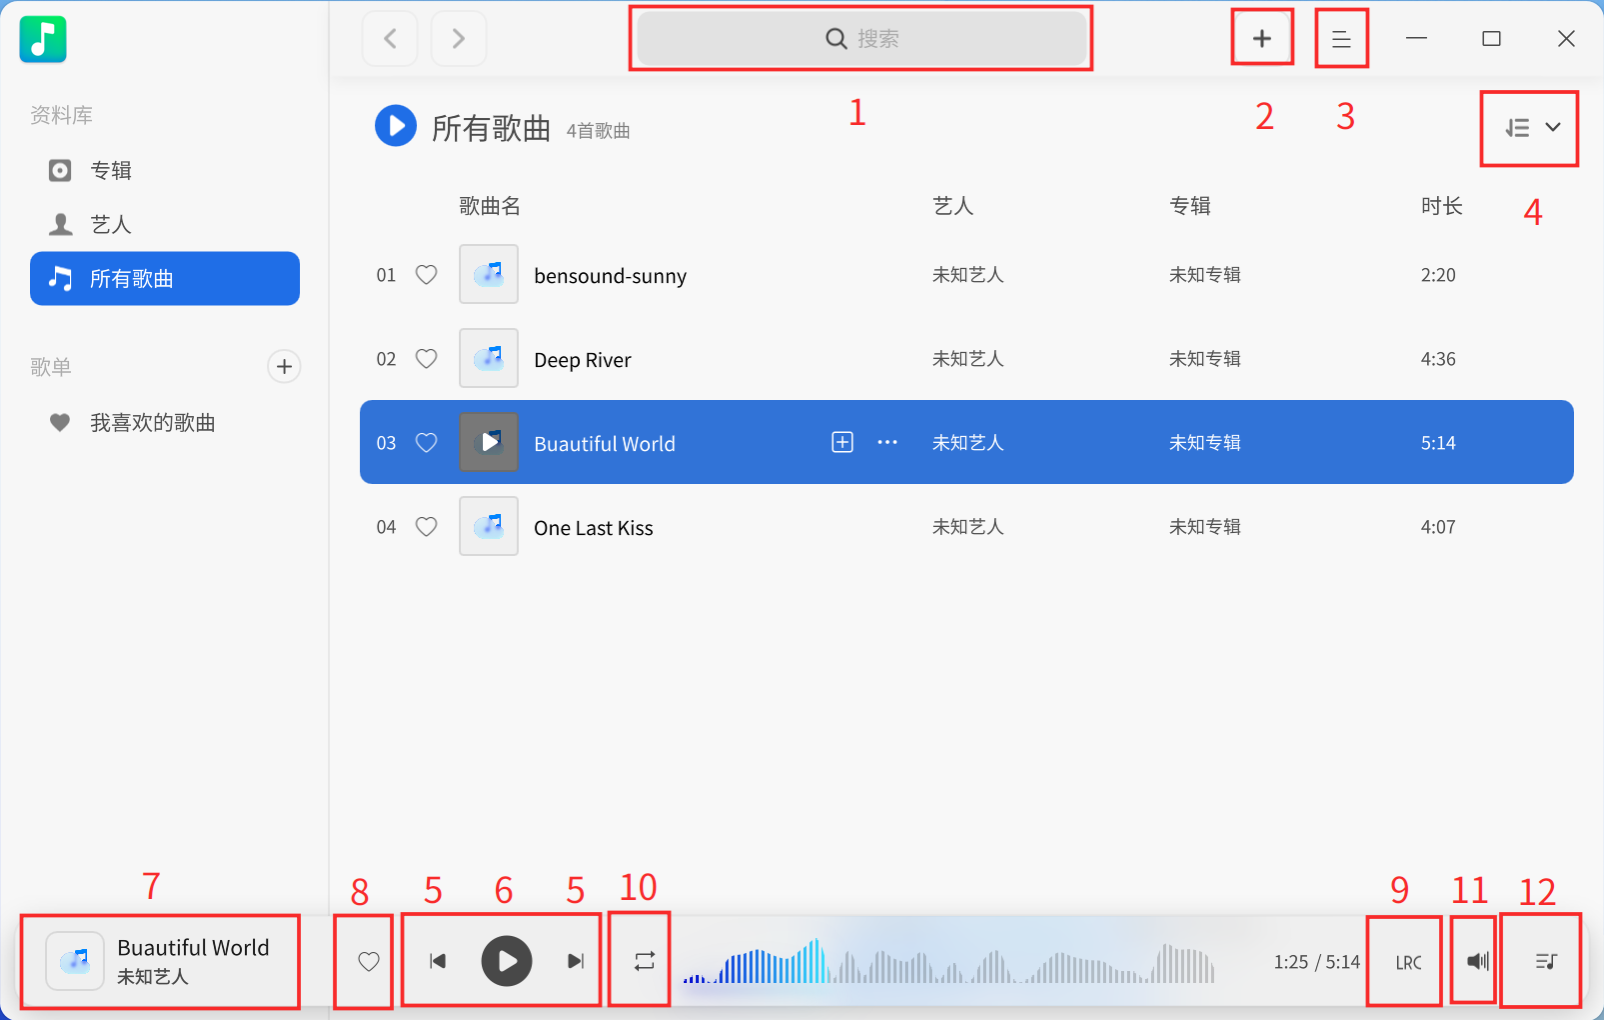 搜索
1
2
3
4
资料库
专辑
艺人
所有歌曲
歌单
我喜欢的歌曲
所有歌曲 4首歌曲
歌曲名 艺人 专辑 时长
01 bensound-sunny 未知艺人 未知专辑 2:20
02 Deep River 未知艺人 未知专辑 4:36
03 Buautiful World 未知艺人 未知专辑 5:14
04 One Last Kiss 未知艺人 未知专辑 4:07
7 8 5 6 5 10 9 11 12
Buautiful World
未知艺人
1:25 / 5:14 LRC